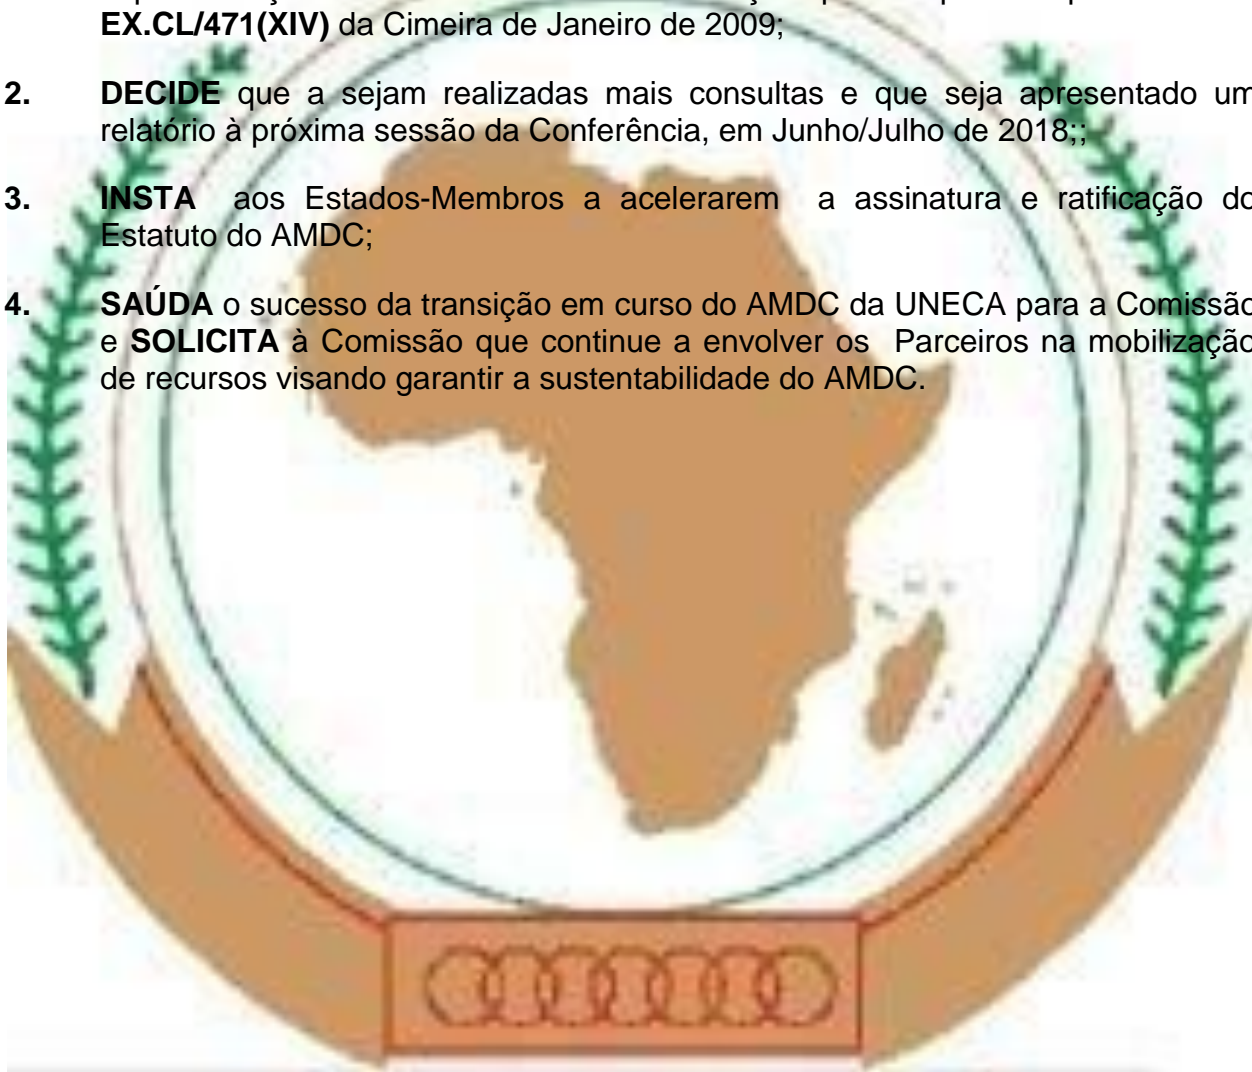 EX.CL/471(XIV) da Cimeira de Janeiro de 2009;
2. DECIDE que a sejam realizadas mais consultas e que seja apresentado um
relatório à próxima sessão da Conferência, em Junho/Julho de 2018;;
3. INSTA aos Estados-Membros a acelerarem a assinatura e ratificação do
Estatuto do AMDC;
4. SAÚDA o sucesso da transição em curso do AMDC da UNECA para a Comissão
e SOLICITA à Comissão que continue a envolver os Parceiros na mobilização
de recursos visando garantir a sustentabilidade do AMDC.